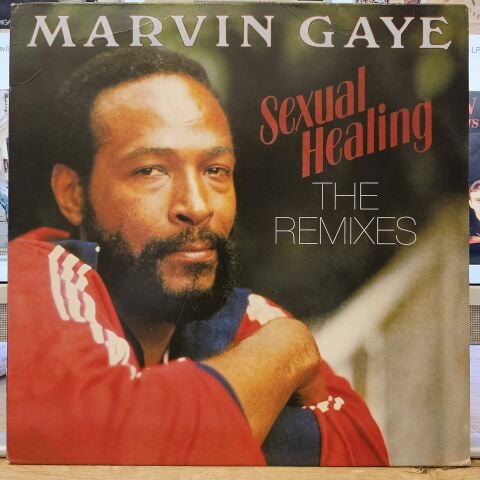 MARVIN GAYE
Sexual
Healing
THE
REMIXES